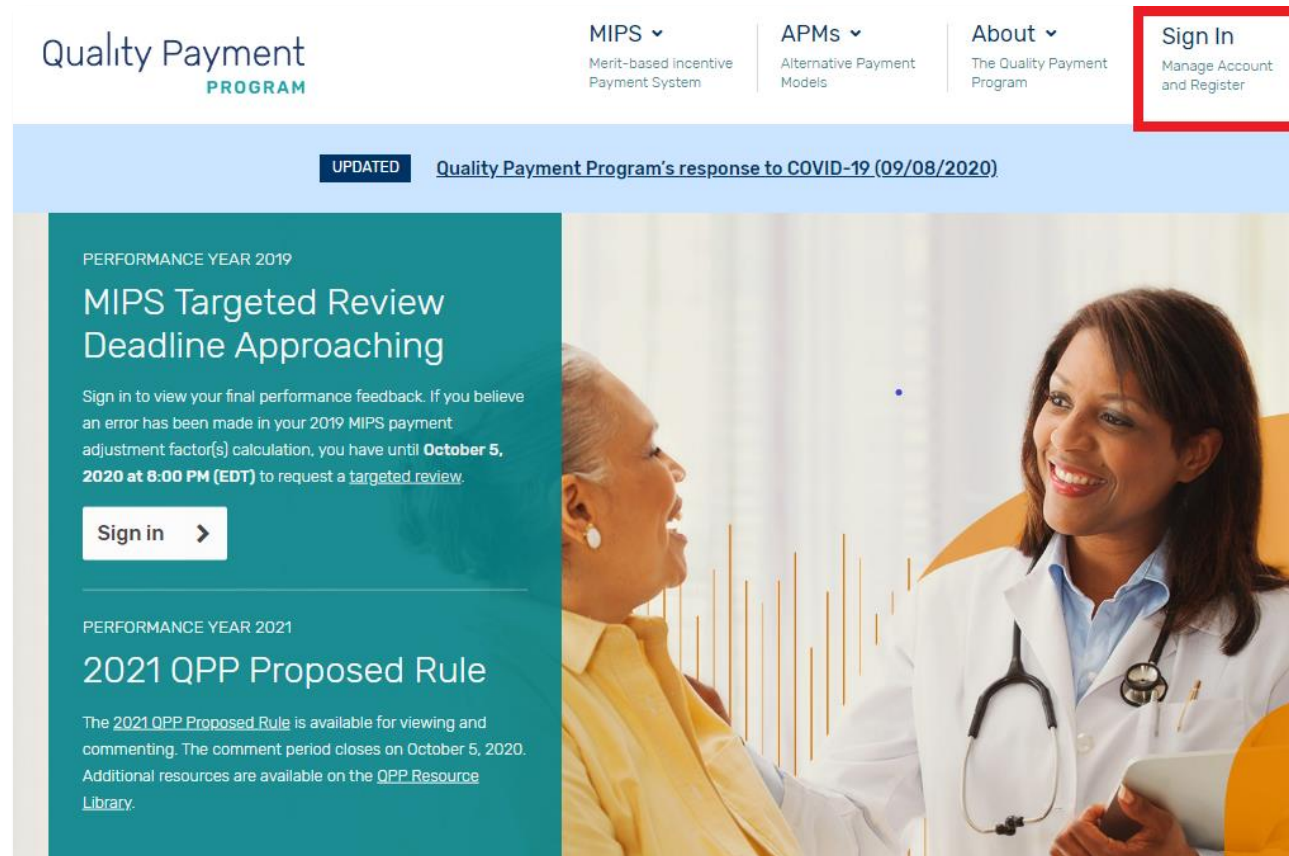 Quality Payment
PROGRAM
MIPS
Merit-based Incentive
Payment System
APMs
Alternative Payment
Models
About
The Quality Payment
Program
Sign In
Manage Account
and Register
UPDATED Quality Payment Program's response to COVID-19 (09/08/2020)
PERFORMANCE YEAR 2019
MIPS Targeted Review
Deadline Approaching
Sign in to view your final performance feedback. If you believe
an error has been made in your 2019 MIPS payment
adjustment factor(s) calculation, you have until October 5,
2020 at 8:00 PM (EDT) to request a targeted review.
Sign in
PERFORMANCE YEAR 2021
2021 QPP Proposed Rule
The 2021 QPP Proposed Rule is available for viewing and
commenting. The comment period closes on October 5, 2020.
Additional resources are available on the QPP Resource
Library.